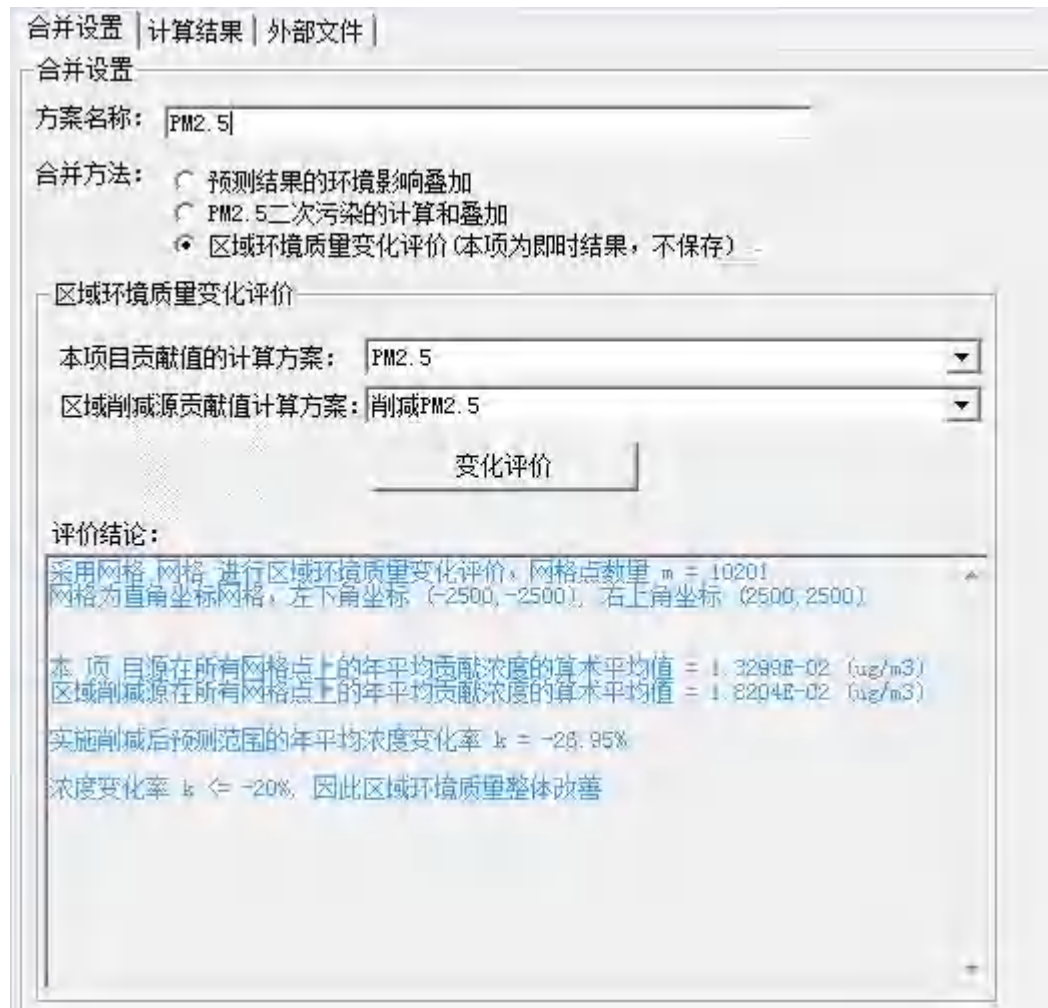 合并设置 计算结果 外部文件
合并设置
方案名称： PM2.5
合并方法： 预测结果的环境影响叠加
PM2.5二次污染的计算和叠加
区域环境质量变化评价(本项为即时结果，不保存)
区域环境质量变化评价
本项目贡献值的计算方案： PM2.5
区域削减源贡献值计算方案： 削减PM2.5
变化评价
评价结论：
采用网格 网格 进行区域环境质量变化评价，网格点数量 m = 10201
网格为直角坐标网格，左下角坐标 (-2500,-2500), 右上角坐标 (2500,2500)
本 项 目源在所有网格点上的年平均贡献浓度的算术平均值 = 1.3299E-02 (ug/m3)
区域削减源在所有网格点上的年平均贡献浓度的算术平均值 = 1.8204E-02 (ug/m3)
实施削减后预测范围的年平均浓度变化率 k = -26.95%
浓度变化率 k <= -20%, 因此区域环境质量整体改善